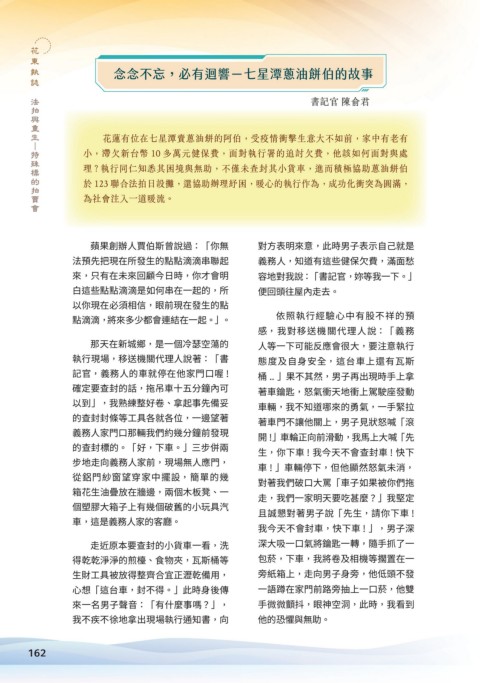 花東執誌
法拍與重生—特殊標的拍賣會
念念不忘，必有迴響－七星潭蔥油餅伯的故事
書記官 陳僉君
花蓮有位在七星潭賣蔥油餅的阿伯，受疫情衝擊生意大不如前，家中有老有
小，滯欠新台幣 10 多萬元健保費，面對執行署的追討欠費，他該如何面對與處
理？執行同仁知悉其困境與無助，不僅未查封其小貨車，進而積極協助蔥油餅伯
於 123 聯合法拍日設攤，還協助辦理紓困，暖心的執行作為，成功化衝突為圓滿，
為社會注入一道暖流。
蘋果創辦人賈伯斯曾說過：「你無
法預先把現在所發生的點點滴滴串聯起
來，只有在未來回顧今日時，你才會明
白這些點點滴滴是如何串在一起的，所
以你現在必須相信，眼前現在發生的點
點滴滴，將來多少都會連結在一起。」。
那天在新城鄉，是一個冷瑟空蕩的
執行現場，移送機關代理人說著：「書
記官，義務人的車就停在他家門口喔！
確定要查封的話，拖吊車十五分鐘內可
以到」，我熟練整好卷、拿起事先備妥
的查封封條等工具各就各位，一邊望著
義務人家門口那輛我們約幾分鐘前發現
的查封標的。「好，下車。」三步併兩
步地走向義務人家前，現場無人應門，
從鋁門紗窗望穿家中擺設，簡單的幾
箱花生油疊放在牆邊，兩個木板凳、一
個塑膠大箱子上有幾個破舊的小玩具汽
車，這是義務人家的客廳。
走近原本要查封的小貨車一看，洗
得乾乾淨淨的煎檯、食物夾，瓦斯桶等
生財工具被放得整齊合宜正瀝乾備用，
心想「這台車，封不得。」此時身後傳
來一名男子聲音：「有什麼事嗎？」，
我不疾不徐地拿出現場執行通知書，向
對方表明來意，此時男子表示自己就是
義務人，知道有這些健保欠費，滿面愁
容地對我說：「書記官，妳等我一下。」
便回頭往屋內走去。
依照執行經驗心中有股不祥的預
感，我對移送機關代理人說：「義務
人等一下可能反應會很大，要注意執行
態度及自身安全，這台車上還有瓦斯
桶 ... 」果不其然，男子再出現時手上拿
著車鑰匙，怒氣衝天地衝上駕駛座發動
車輛，我不知道哪來的勇氣，一手緊拉
著車門不讓他關上，男子見狀怒喊「滾
開!」車輪正向前滑動，我馬上大喊「先
生，你下車！我今天不會查封車！快下
車！」車輛停下，但他顯然怒氣未消，
對著我們破口大罵「車子如果被你們拖
走，我們一家明天要吃甚麼？」我堅定
且誠懇對著男子說「先生，請你下車！
我今天不會封車，快下車！」，男子深
深大吸一口氣將鑰匙一轉，隨手抓了一
包菸，下車，我將卷及相機等擱置在一
旁紙箱上，走向男子身旁，他低頭不發
一語蹲在家門前路旁抽上一口菸，他雙
手微微顫抖，眼神空洞，此時，我看到
他的恐懼與無助。
162